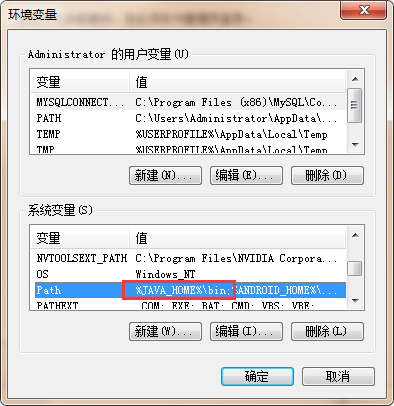 环境变量
Administrator 的用户变量(U)
变量 值
MYSQLCONNECT... C:\Program Files (x86)\MySQL\Co...
PATH C:\Users\Administrator\AppData\...
TEMP %USERPROFILE%\AppData\Local\Temp
TMP %USERPROFILE%\AppData\Local\Temp
新建(N)... 编辑(E)... 删除(D)
系统变量(S)
变量 值
NVTOOLSEXT_PATH C:\Program Files\NVIDIA Corpora...
OS Windows_NT
Path %JAVA_HOME%\bin;%ANDROID_HOME%\...
PATHEXT .COM;.EXE;.BAT;.CMD;.VBS;.VBE;
新建(W)... 编辑(I)... 删除(L)
确定 取消